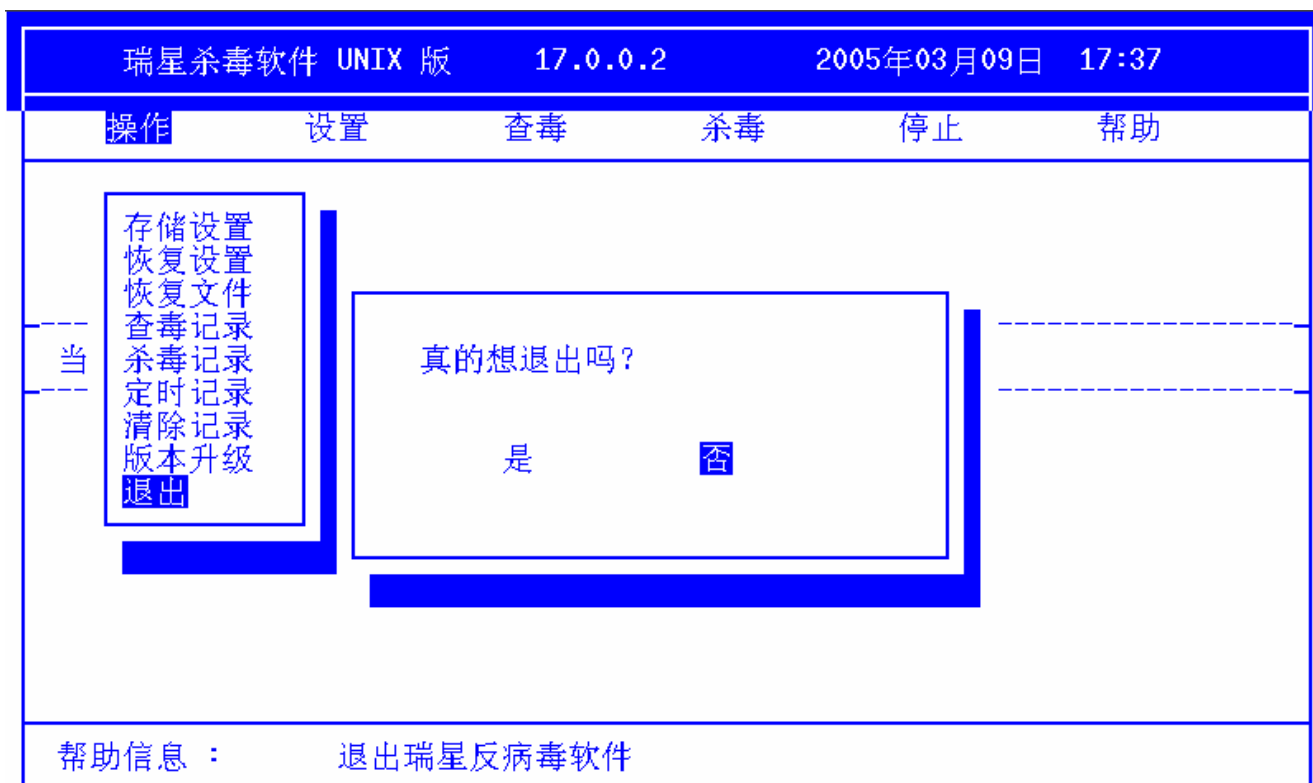 瑞星杀毒软件 UNIX 版 17.0.0.2 2005年03月09日 17:37
操作 设置 查毒 杀毒 停止 帮助
存储设置
恢复设置
恢复文件
查毒记录
杀毒记录
定时记录
清除记录
版本升级
退出
当
真的想退出吗?
是 否
帮助信息 : 退出瑞星反病毒软件